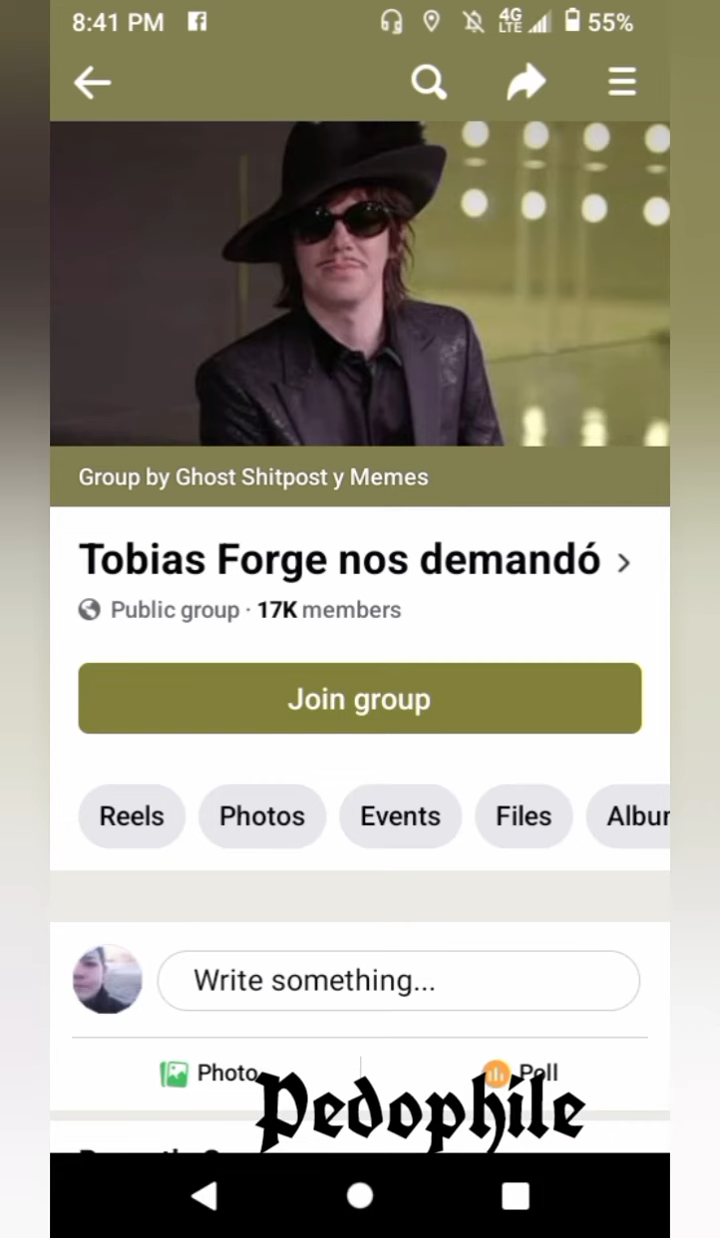 8:41 PM
4G
LTE
55%
Group by Ghost Shitpost y Memes
Tobias Forge nos demandó
Public group · 17K members
Join group
Reels
Photos
Events
Files
Write something...
Photo
Poll
Pedophile